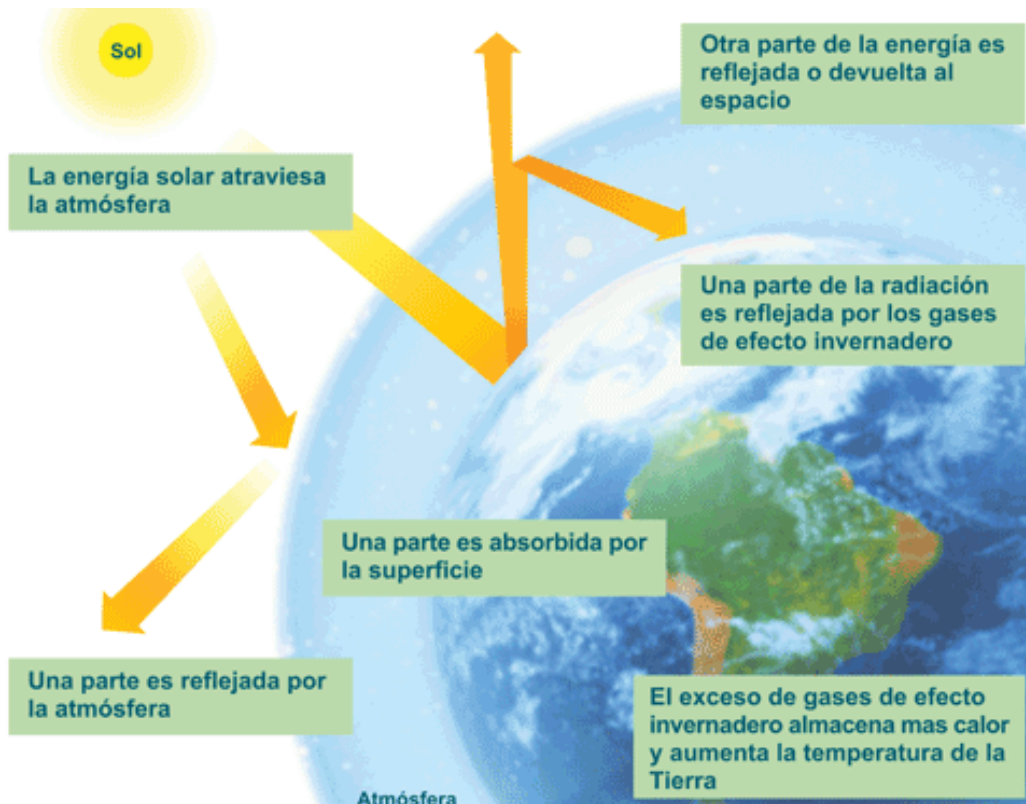 Sol
La energía solar atraviesa
la atmósfera
Otra parte de la energía es
reflejada o devuelta al
espacio
Una parte de la radiación
es reflejada por los gases
de efecto invernadero
Una parte es absorbida por
la superficie
Una parte es reflejada por
la atmósfera
El exceso de gases de efecto
invernadero almacena mas calor
y aumenta la temperatura de la
Tierra
Atmósfera